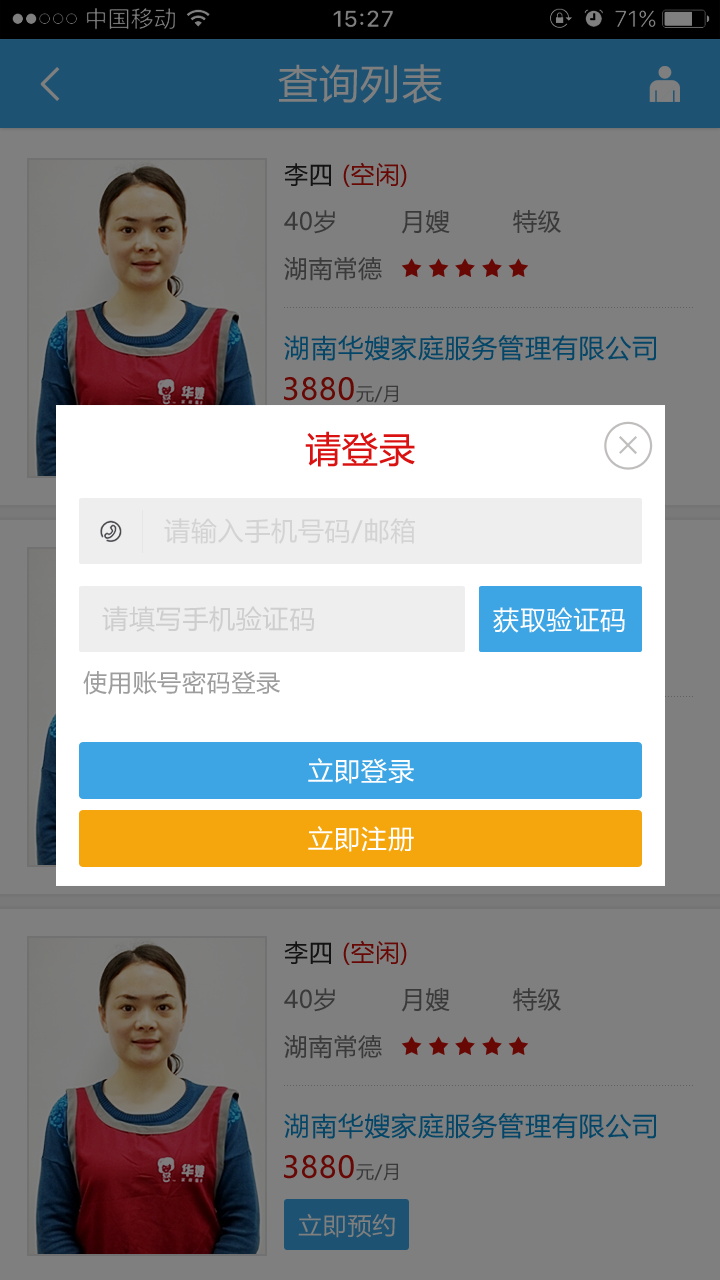 中国移动 15:27 71%
查询列表
李四 (空闲)
40岁 月嫂 特级
湖南常德
湖南华嫂家庭服务管理有限公司
3880元/月
华嫂
请登录
请输入手机号码/邮箱
请填写手机验证码 获取验证码
使用账号密码登录
立即登录
立即注册
李四 (空闲)
40岁 月嫂 特级
湖南常德
湖南华嫂家庭服务管理有限公司
3880元/月
华嫂
立即预约